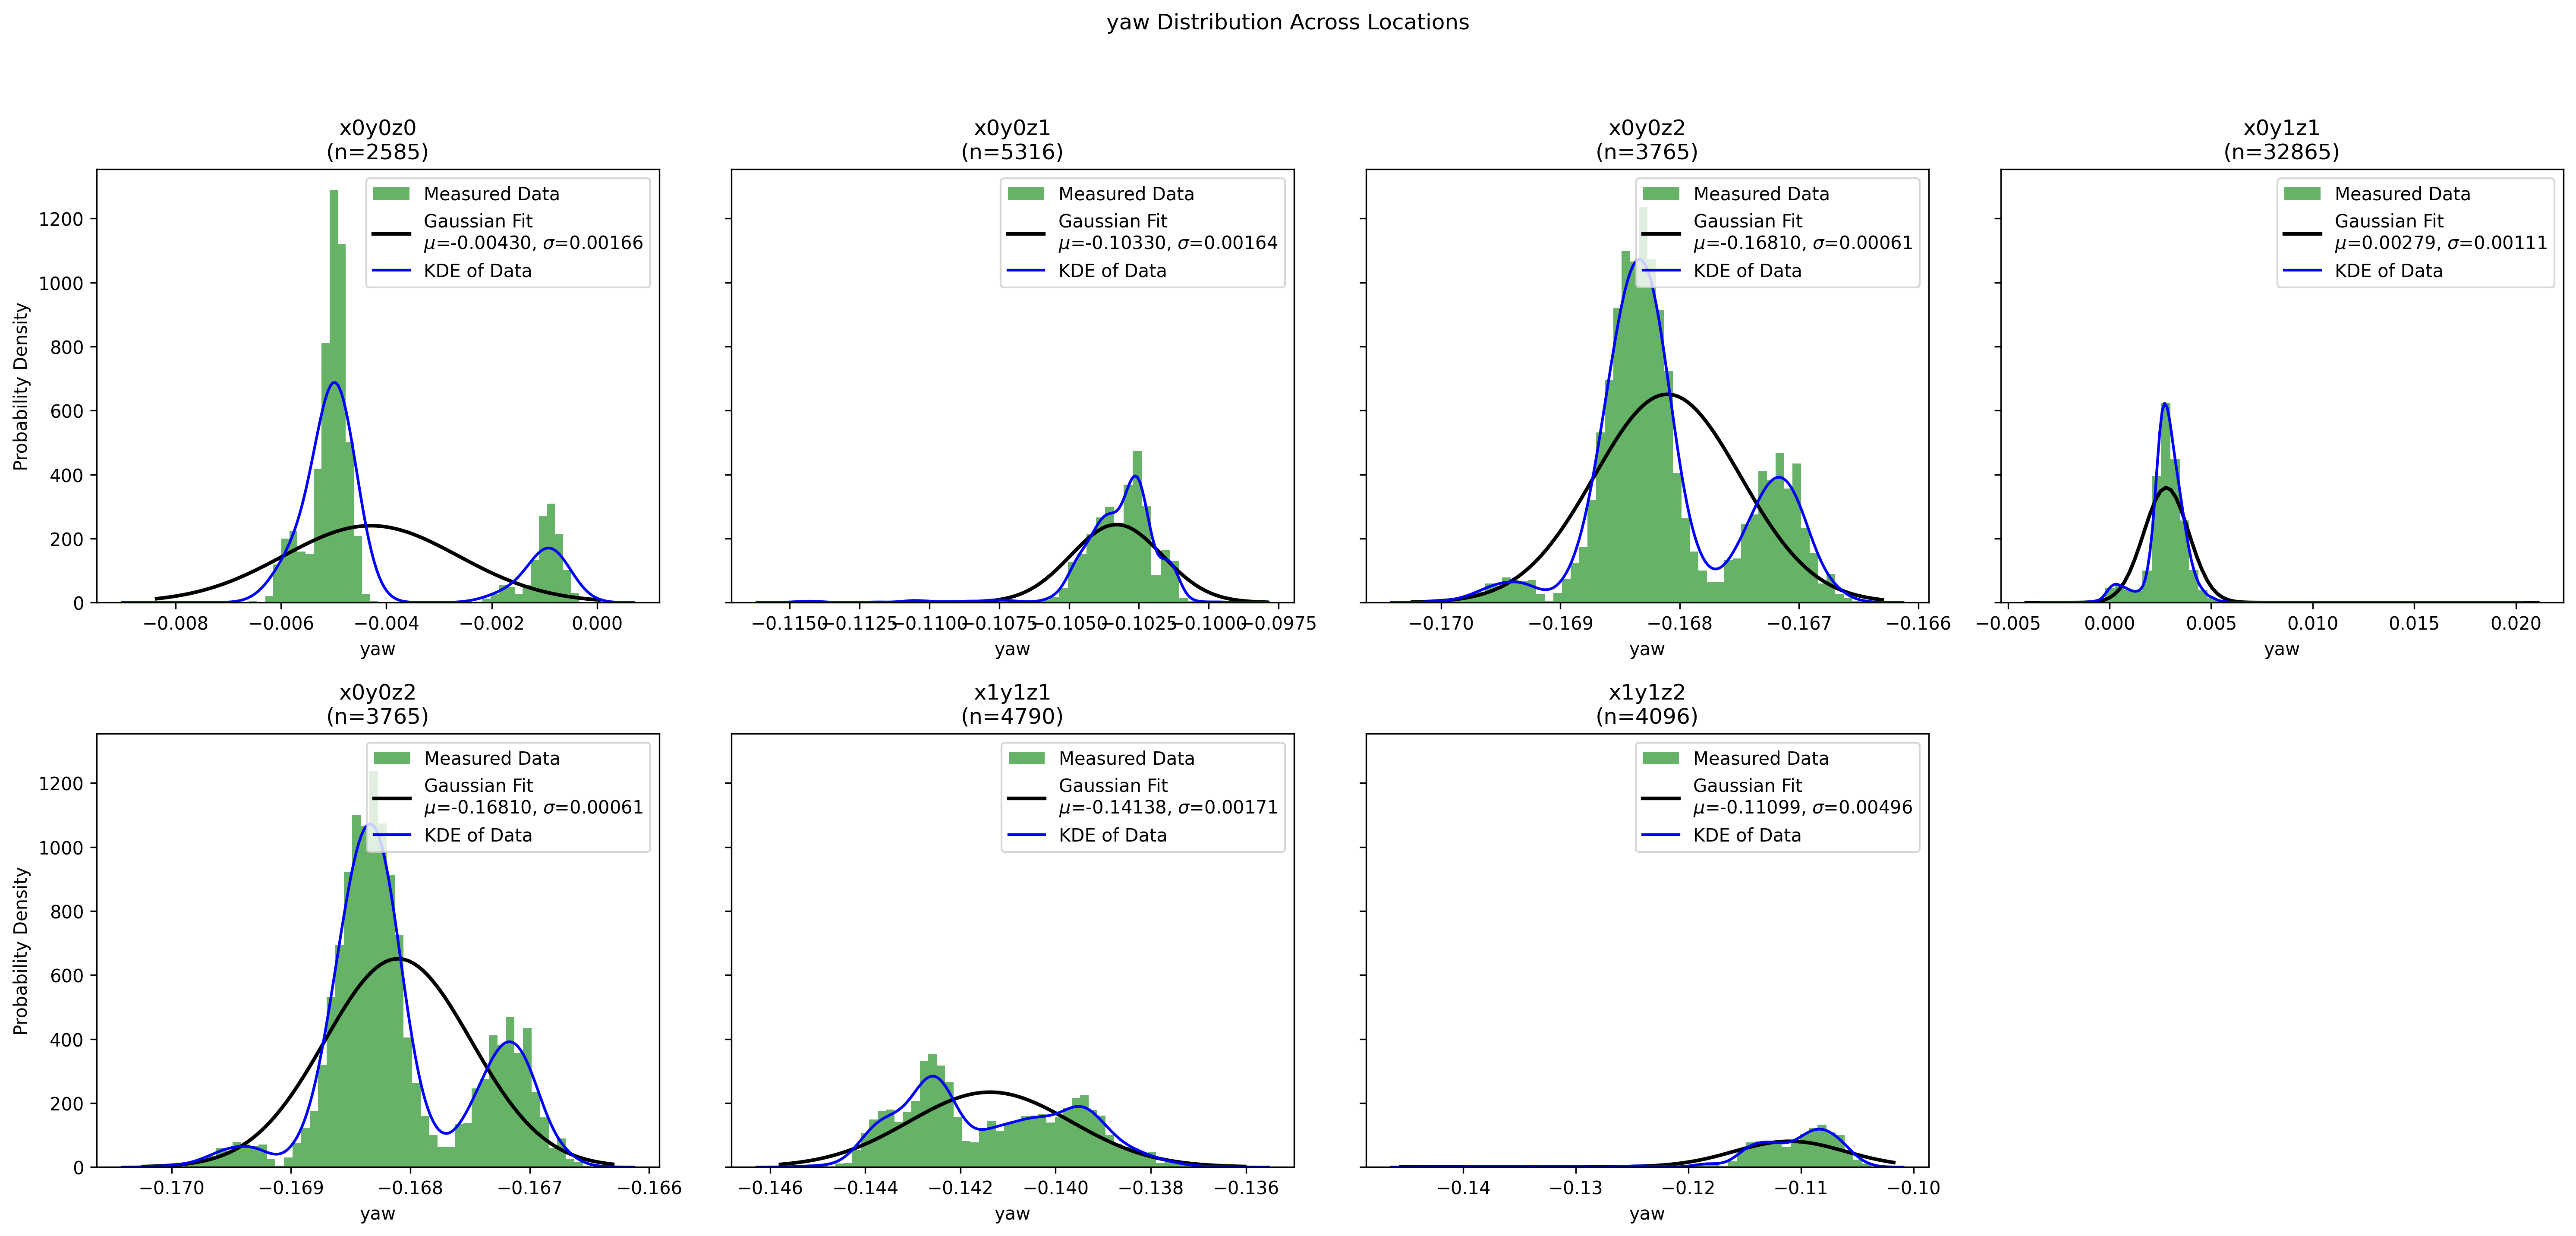 yaw Distribution Across Locations
x0y0z0
(n=2585)
Measured Data
Gaussian Fit
μ=-0.00430, σ=0.00166
KDE of Data
Probability Density
0
200
400
600
800
1000
1200
−0.008 −0.006 −0.004 −0.002 0.000
yaw
x0y0z1
(n=5316)
Measured Data
Gaussian Fit
μ=-0.10330, σ=0.00164
KDE of Data
−0.1150 −0.1125 −0.1100 −0.1075 −0.1050 −0.1025 −0.1000 −0.0975
yaw
x0y0z2
(n=3765)
Measured Data
Gaussian Fit
μ=-0.16810, σ=0.00061
KDE of Data
−0.170 −0.169 −0.168 −0.167 −0.166
yaw
x0y1z1
(n=32865)
Measured Data
Gaussian Fit
μ=0.00279, σ=0.00111
KDE of Data
−0.005 0.000 0.005 0.010 0.015 0.020
yaw
x0y0z2
(n=3765)
Measured Data
Gaussian Fit
μ=-0.16810, σ=0.00061
KDE of Data
Probability Density
0
200
400
600
800
1000
1200
−0.170 −0.169 −0.168 −0.167 −0.166
yaw
x1y1z1
(n=4790)
Measured Data
Gaussian Fit
μ=-0.14138, σ=0.00171
KDE of Data
−0.146 −0.144 −0.142 −0.140 −0.138 −0.136
yaw
x1y1z2
(n=4096)
Measured Data
Gaussian Fit
μ=-0.11099, σ=0.00496
KDE of Data
−0.14 −0.13 −0.12 −0.11 −0.10
yaw